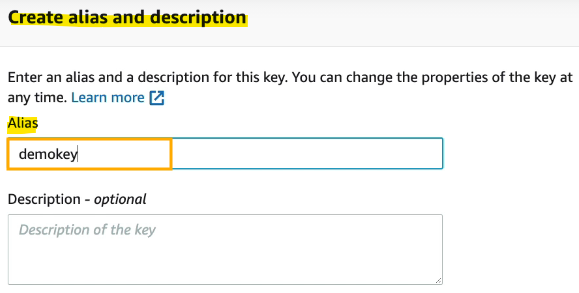 Create alias and description
Enter an alias and a description for this key. You can change the properties of the key at
any time. Learn more
Alias
demokey
Description - optional
Description of the key